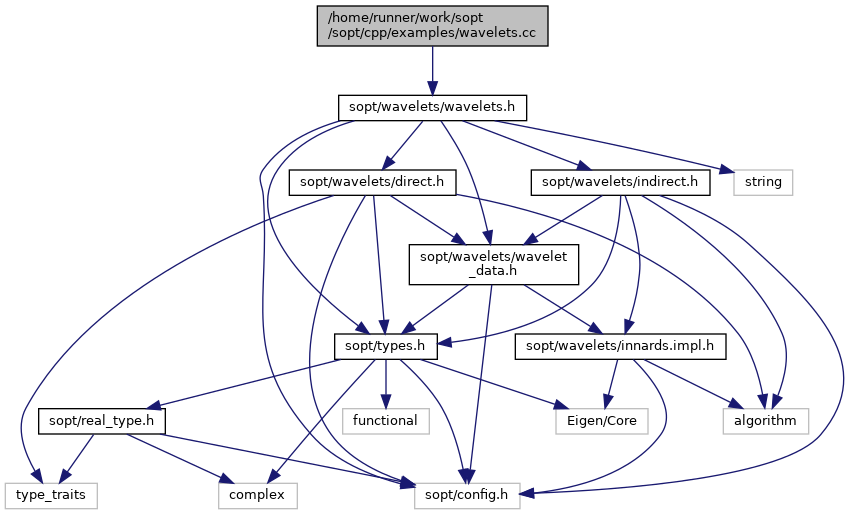 /home/runner/work/sopt
/sopt/cpp/examples/wavelets.cc
sopt/wavelets/wavelets.h
sopt/wavelets/direct.h
sopt/wavelets/indirect.h
string
sopt/wavelets/wavelet
_data.h
sopt/types.h
sopt/wavelets/innards.impl.h
sopt/real_type.h
functional
Eigen/Core
algorithm
type_traits
complex
sopt/config.h